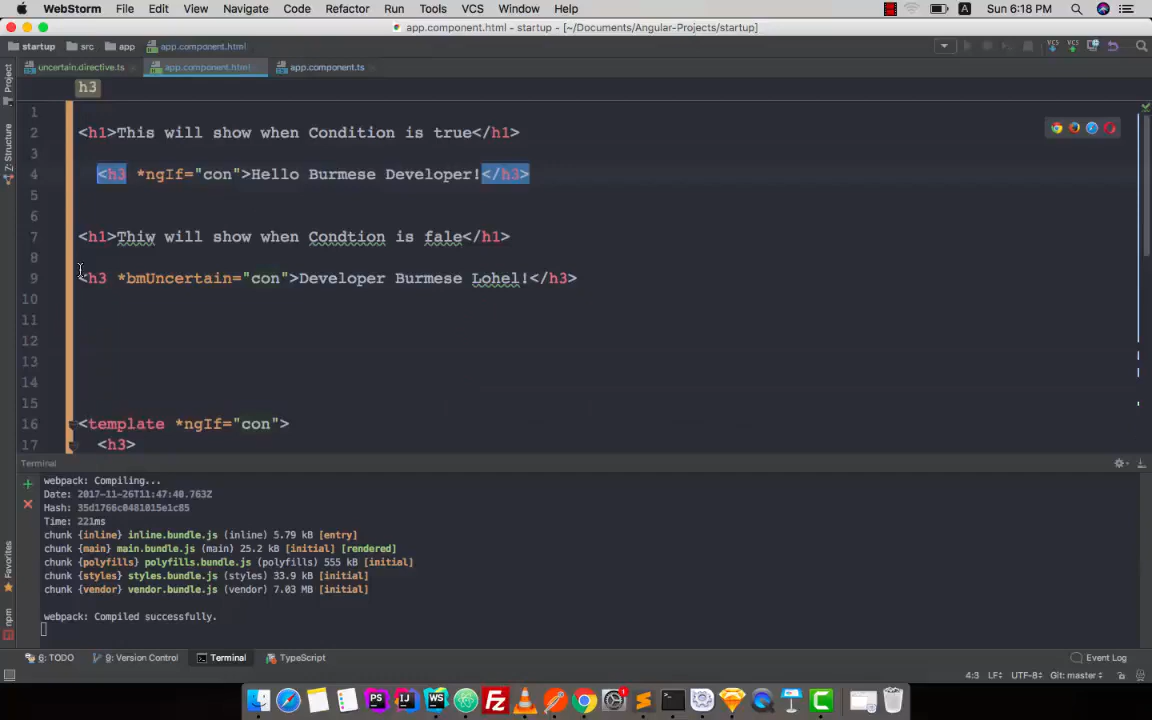 WebStorm File Edit View Navigate Code Refactor Run Tools VCS Window Help Sun 6:18 PM
app.component.html - startup - [~/Documents/Angular-Projects/startup]
startup src app app.component.html
uncertain.directive.ts app.component.html app.component.ts
h3
1
2 <h1>This will show when Condition is true</h1>
3
4 <h3 *ngIf="con">Hello Burmese Developer!</h3>
5
6
7 <h1>Thiw will show when Condtion is fale</h1>
8
9 <h3 *bmUncertain="con">Developer Burmese Lohel!</h3>
10
11
12
13
14
15
16 <template *ngIf="con">
17 <h3>
Project
Z: Structure
Favorites
npm
Terminal
webpack: Compiling...
Date: 2017-11-26T11:47:40.763Z
Hash: 35d1766c0481015e1c85
Time: 221ms
chunk {inline} inline.bundle.js (inline) 5.79 kB [entry]
chunk {main} main.bundle.js (main) 25.2 kB [initial] [rendered]
chunk {polyfills} polyfills.bundle.js (polyfills) 555 kB [initial]
chunk {styles} styles.bundle.js (styles) 33.9 kB [initial]
chunk {vendor} vendor.bundle.js (vendor) 7.03 MB [initial]
webpack: Compiled successfully.
6: TODO 9: Version Control Terminal TypeScript Event Log
4:3 LF UTF-8 Git: master